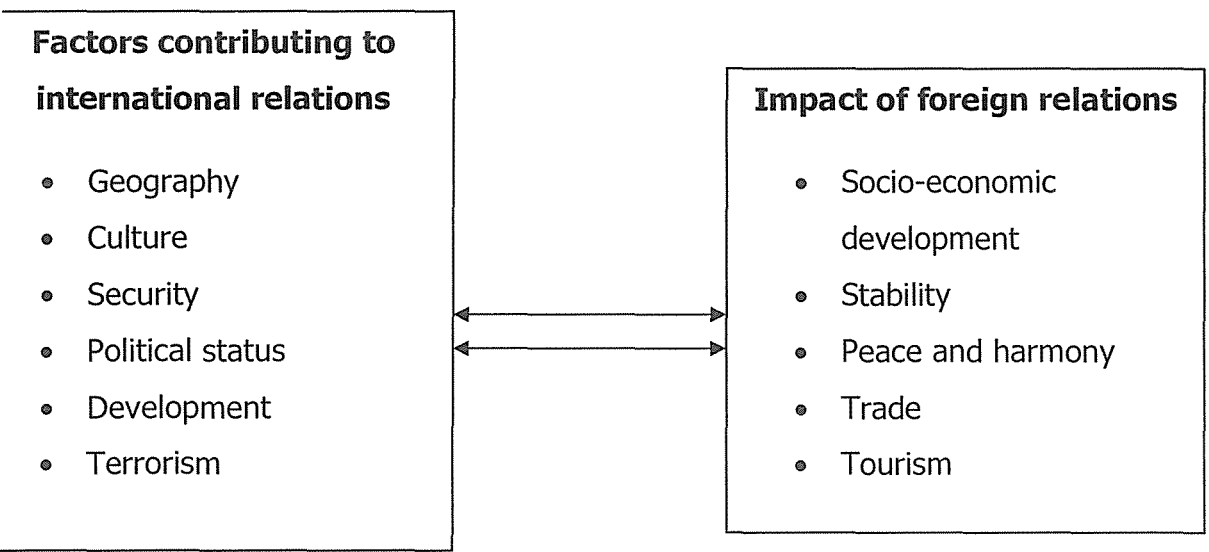 Factors contributing to
international relations
• Geography
• Culture
• Security
• Political status
• Development
• Terrorism
Impact of foreign relations
• Socio-economic
development
• Stability
• Peace and harmony
• Trade
• Tourism